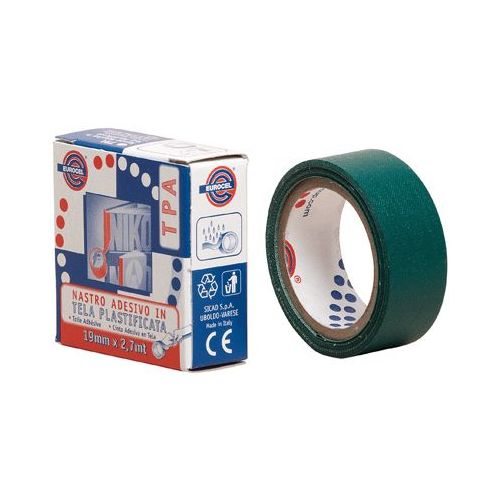 EUROCEL
TPA
NIKO
NASTRO ADESIVO IN
TELA PLASTIFICATA
• Toile Adhésive • Cinta Adhesiva en Tela
19mm x 2,7mt
EUROCEL
SICAD S.p.A.
UBOLDO-VARESE
Made in Italy
CE
.com